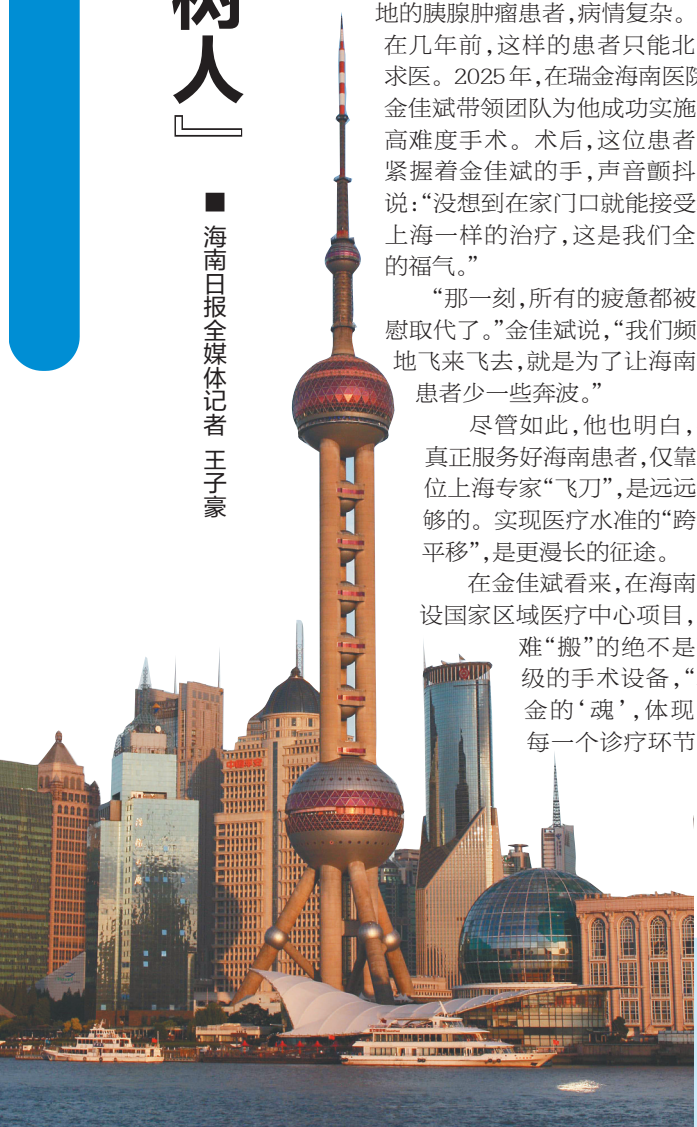 树人』
■ 海南日报全媒体记者 王子豪
地的胰腺肿瘤患者,病情复杂。
在几年前,这样的患者只能北
求医。2025年,在瑞金海南医院
金佳斌带领团队为他成功实施
高难度手术。术后,这位患者
紧握着金佳斌的手,声音颤抖
说:“没想到在家门口就能接受
上海一样的治疗,这是我们全
的福气。”
“那一刻,所有的疲惫都被
慰取代了。”金佳斌说,“我们频
地飞来飞去,就是为了让海南
患者少一些奔波。”
尽管如此,他也明白,
真正服务好海南患者,仅靠
位上海专家“飞刀”,是远远
够的。实现医疗水准的“跨
平移”,是更漫长的征途。
在金佳斌看来,在海南
设国家区域医疗中心项目,
难“搬”的绝不是
级的手术设备,“
金的‘魂’,体现
每一个诊疗环节